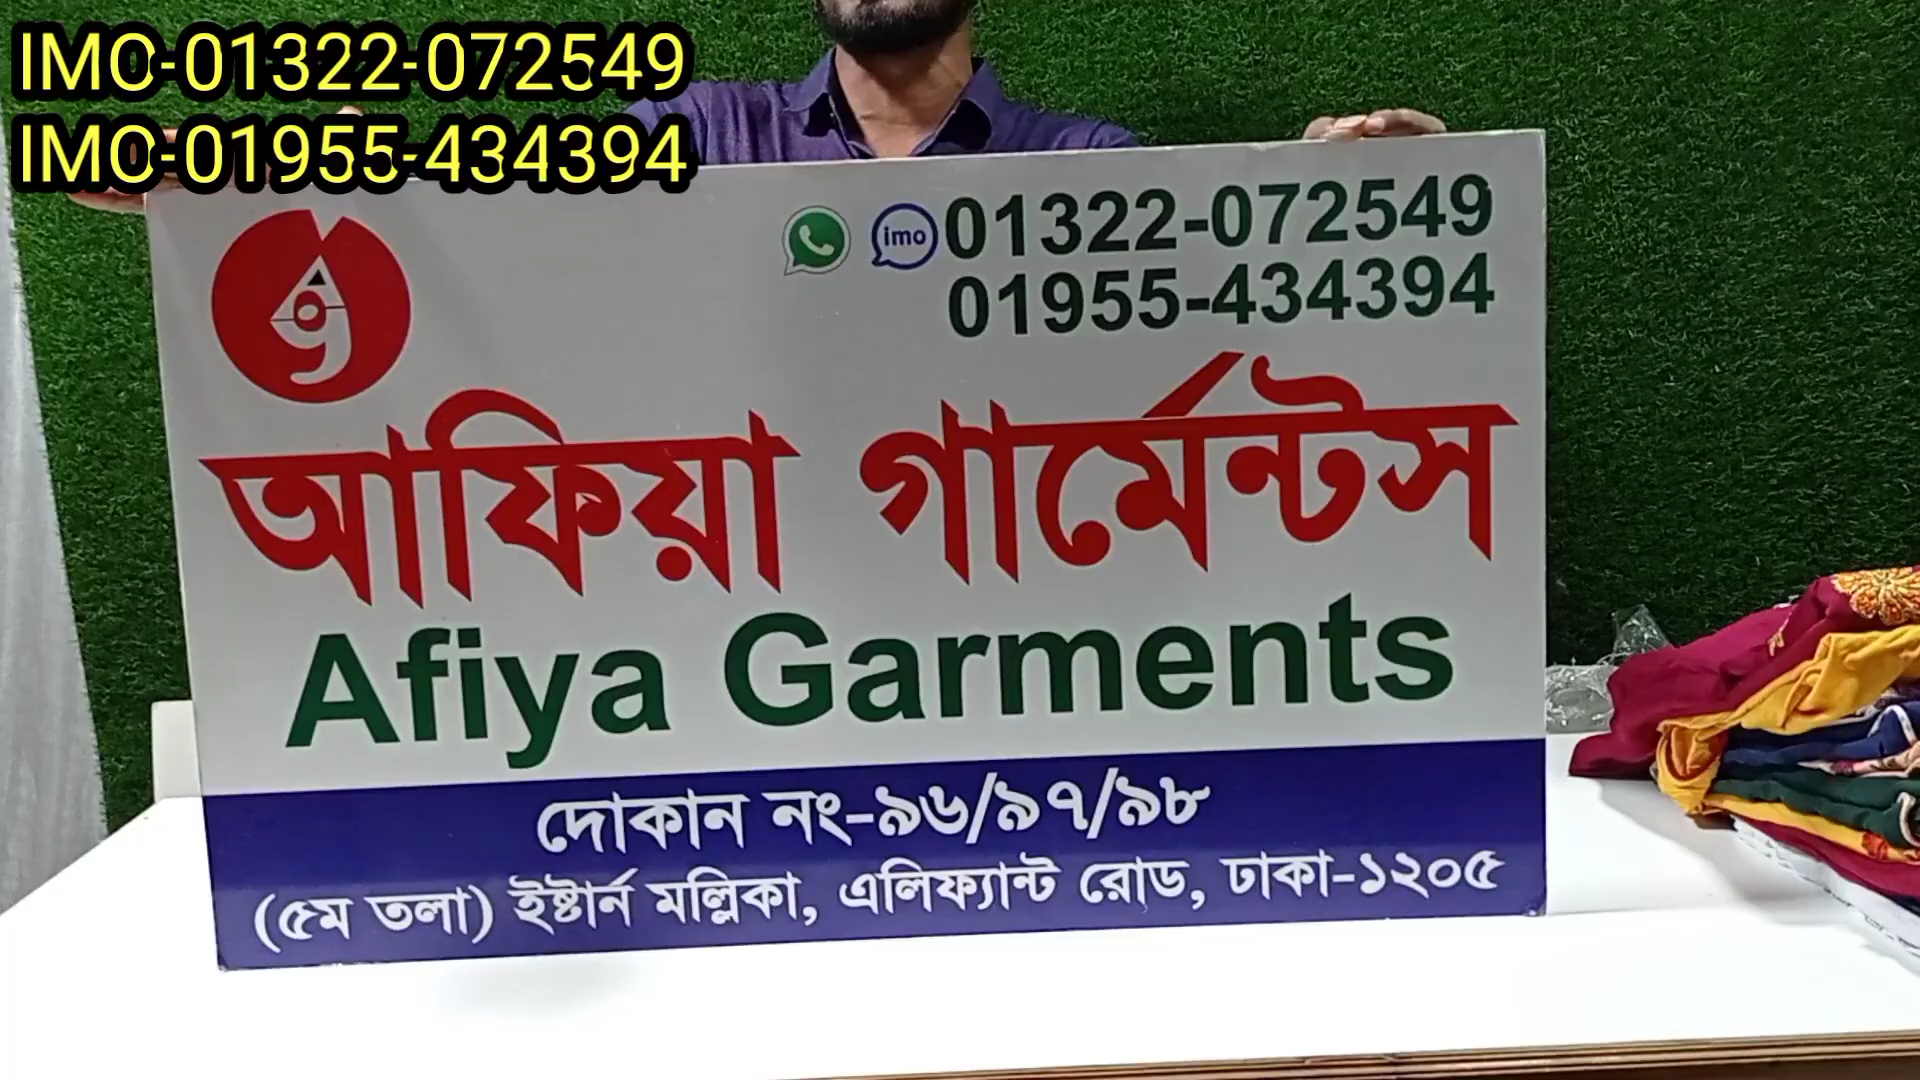 IMO-01322-072549
IMO-01955-434394
imo 01322-072549
01955-434394
আফিয়া গার্মেন্টস
Afiya Garments
দোকান নং-৯৬/৯৭/৯৮
(৫ম তলা) ইষ্টার্ন মল্লিকা, এলিফ্যান্ট রোড, ঢাকা-১২০৫